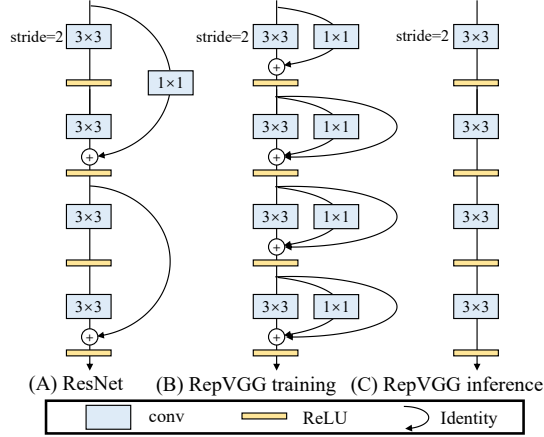 stride=2 3×3
1×1
3×3
3×3
3×3
(A) ResNet
stride=2 3×3 1×1
3×3 1×1
3×3 1×1
3×3 1×1
(B) RepVGG training
stride=2 3×3
3×3
3×3
3×3
(C) RepVGG inference
conv ReLU Identity